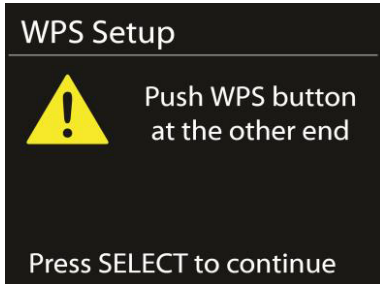 WPS Setup
Push WPS button
at the other end
Press SELECT to continue